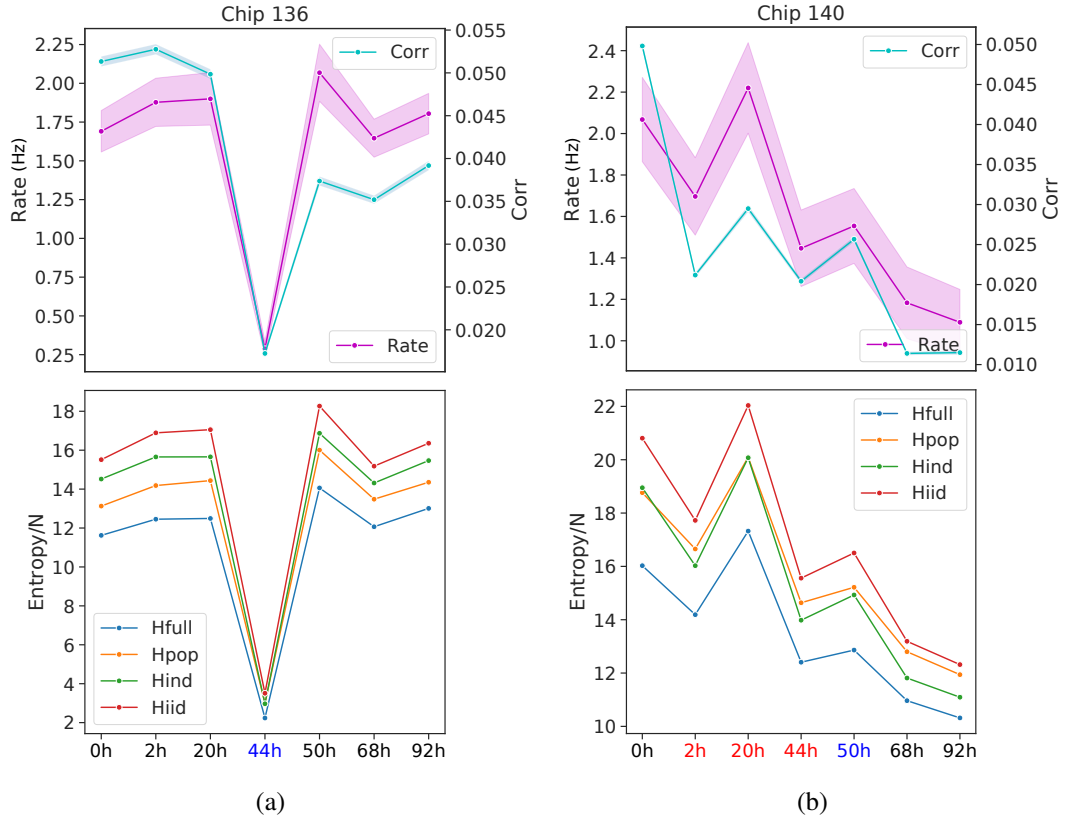 Chip 136
Chip 140
2.25
2.00
1.75
1.50
1.25
1.00
0.75
0.50
0.25
Rate (Hz)
0.055
0.050
0.045
0.040
0.035
0.030
0.025
0.020
Corr
Corr
Rate
2.4
2.2
2.0
1.8
1.6
1.4
1.2
1.0
Rate (Hz)
0.050
0.045
0.040
0.035
0.030
0.025
0.020
0.015
0.010
Corr
Corr
Rate
18
16
14
12
10
8
6
4
2
Entropy/N
Hfull
Hpop
Hind
Hiid
0h 2h 20h 44h 50h 68h 92h
22
20
18
16
14
12
10
Entropy/N
Hfull
Hpop
Hind
Hiid
0h 2h 20h 44h 50h 68h 92h
(a)
(b)